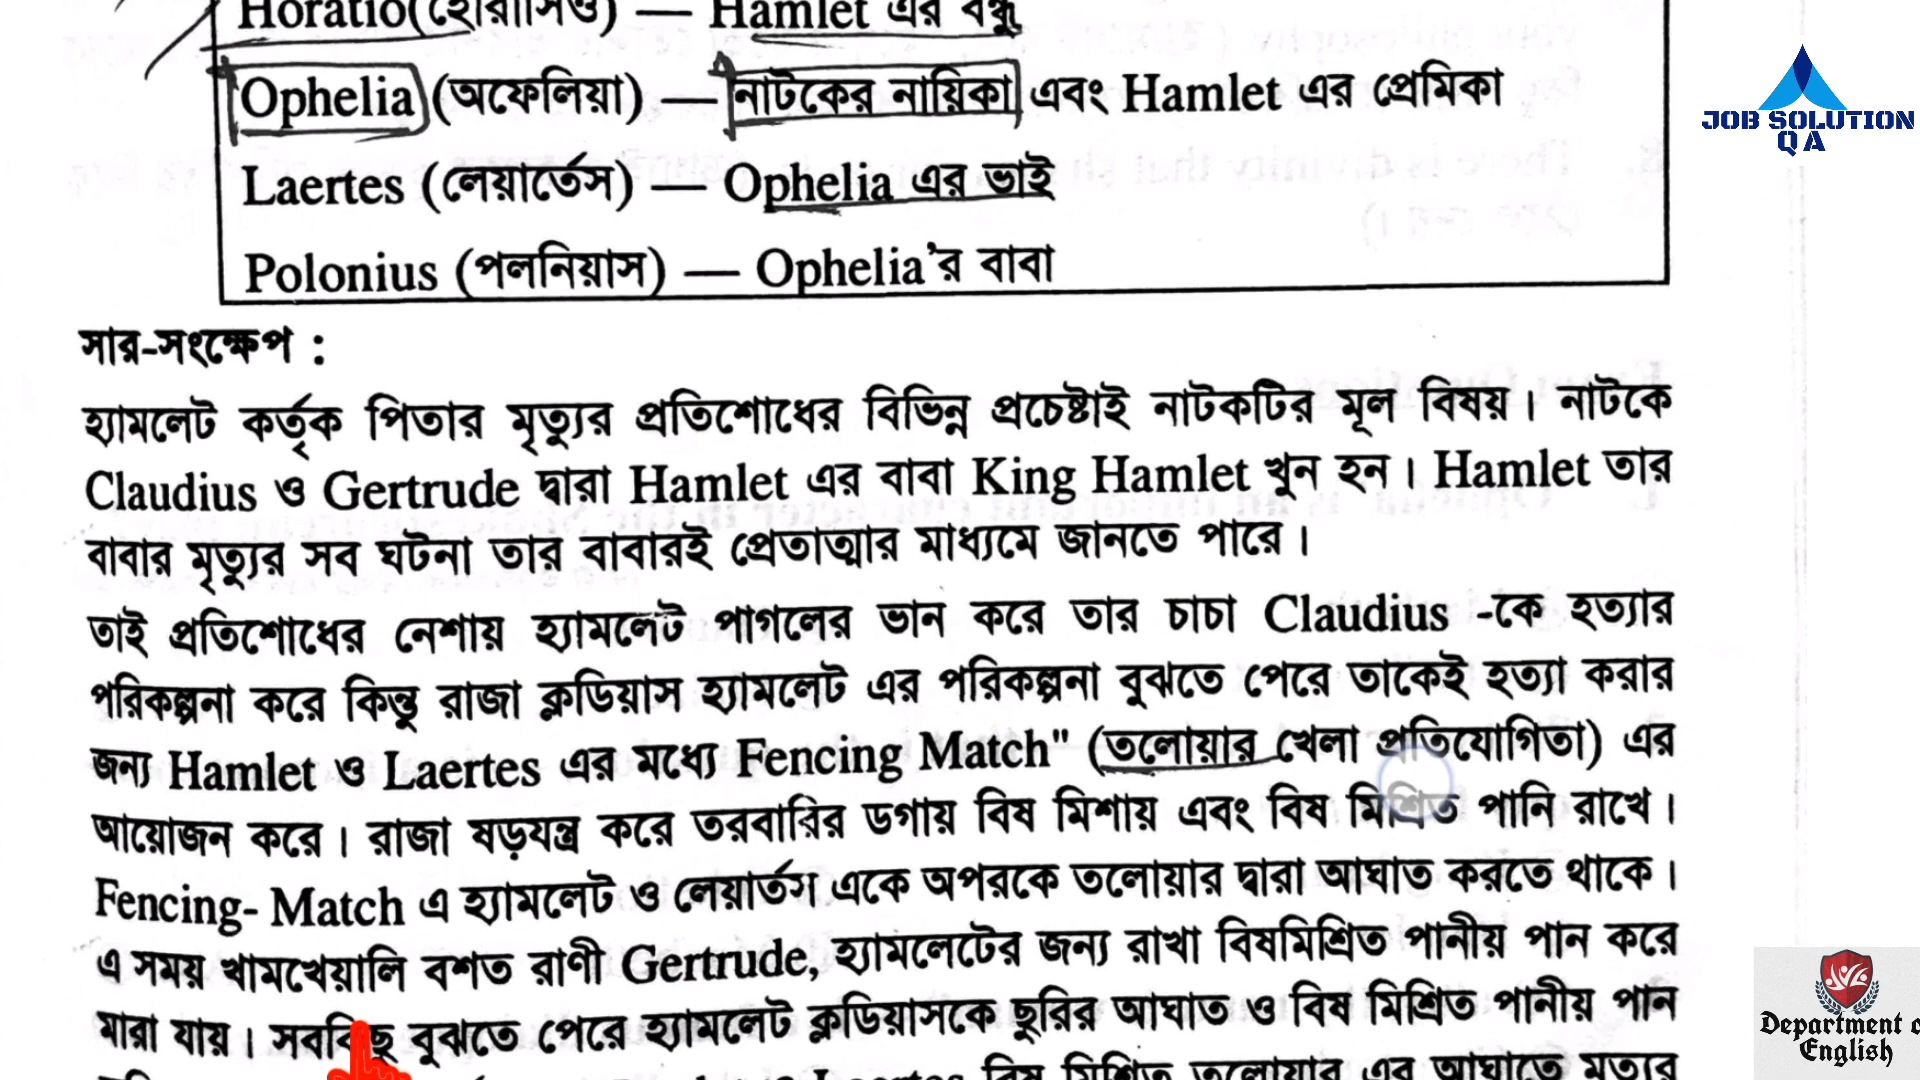 Horatio(হোরাসিও) — Hamlet এর বন্ধু
Ophelia (অফেলিয়া) — নাটকের নায়িকা এবং Hamlet এর প্রেমিকা
Laertes (লেয়ার্তেস) — Ophelia এর ভাই
Polonius (পলনিয়াস) — Ophelia’র বাবা
JOB SOLUTION
QA
সার-সংক্ষেপ :
হ্যামলেট কর্তৃক পিতার মৃত্যুর প্রতিশোধের বিভিন্ন প্রচেষ্টাই নাটকটির মূল বিষয়। নাটকে
Claudius ও Gertrude দ্বারা Hamlet এর বাবা King Hamlet খুন হন। Hamlet তার
বাবার মৃত্যুর সব ঘটনা তার বাবারই প্রেতাত্মার মাধ্যমে জানতে পারে।
তাই প্রতিশোধের নেশায় হ্যামলেট পাগলের ভান করে তার চাচা Claudius -কে হত্যার
পরিকল্পনা করে কিন্তু রাজা ক্লডিয়াস হ্যামলেট এর পরিকল্পনা বুঝতে পেরে তাকেই হত্যা করার
জন্য Hamlet ও Laertes এর মধ্যে Fencing Match" (তলোয়ার খেলা প্রতিযোগিতা) এর
আয়োজন করে। রাজা ষড়যন্ত্র করে তরবারির ডগায় বিষ মিশায় এবং বিষ মিশ্রিত পানি রাখে।
Fencing- Match এ হ্যামলেট ও লেয়ার্তস একে অপরকে তলোয়ার দ্বারা আঘাত করতে থাকে।
এ সময় খামখেয়ালি বশত রাণী Gertrude, হ্যামলেটের জন্য রাখা বিষমিশ্রিত পানীয় পান করে
মারা যায়। সবকিছু বুঝতে পেরে হ্যামলেট ক্লডিয়াসকে ছুরির আঘাত ও বিষ মিশ্রিত পানীয় পান
Laertes বিষ মিশ্রিত তলোয়ার এর আঘাতে মৃত্যুর
Department o
English